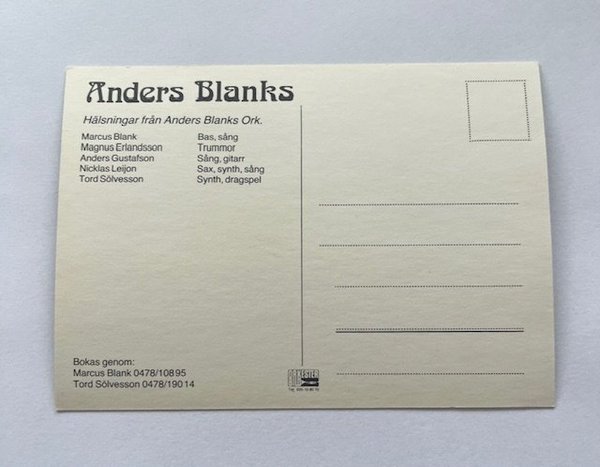 Anders Blanks
Hälsningar från Anders Blanks Ork.
Marcus Blank Bas, sång
Magnus Erlandsson Trummor
Anders Gustafson Sång, gitarr
Nicklas Leijon Sax, synth, sång
Tord Sölvesson Synth, dragspel
Bokas genom:
Marcus Blank 0478/108 95
Tord Sölvesson 0478/190 14